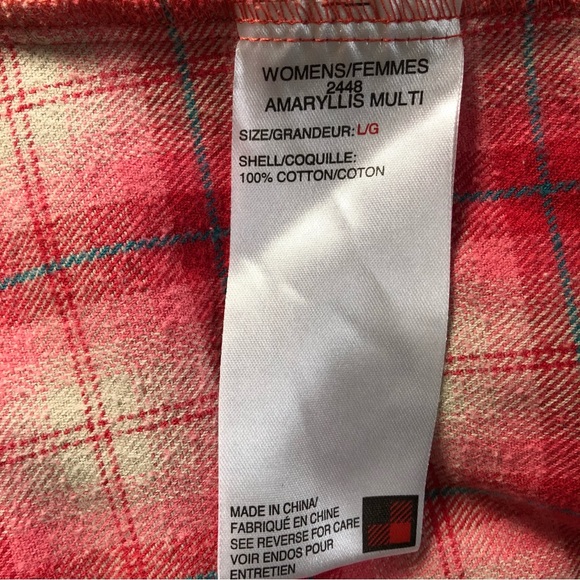 WOMENS/FEMMES
2448
AMARYLLIS MULTI
SIZE/GRANDEUR: L/G
SHELL/COQUILLE:
100% COTTON/COTON
MADE IN CHINA/
FABRIQUÉ EN CHINE
SEE REVERSE FOR CARE
VOIR ENDOS POUR
ENTRETIEN